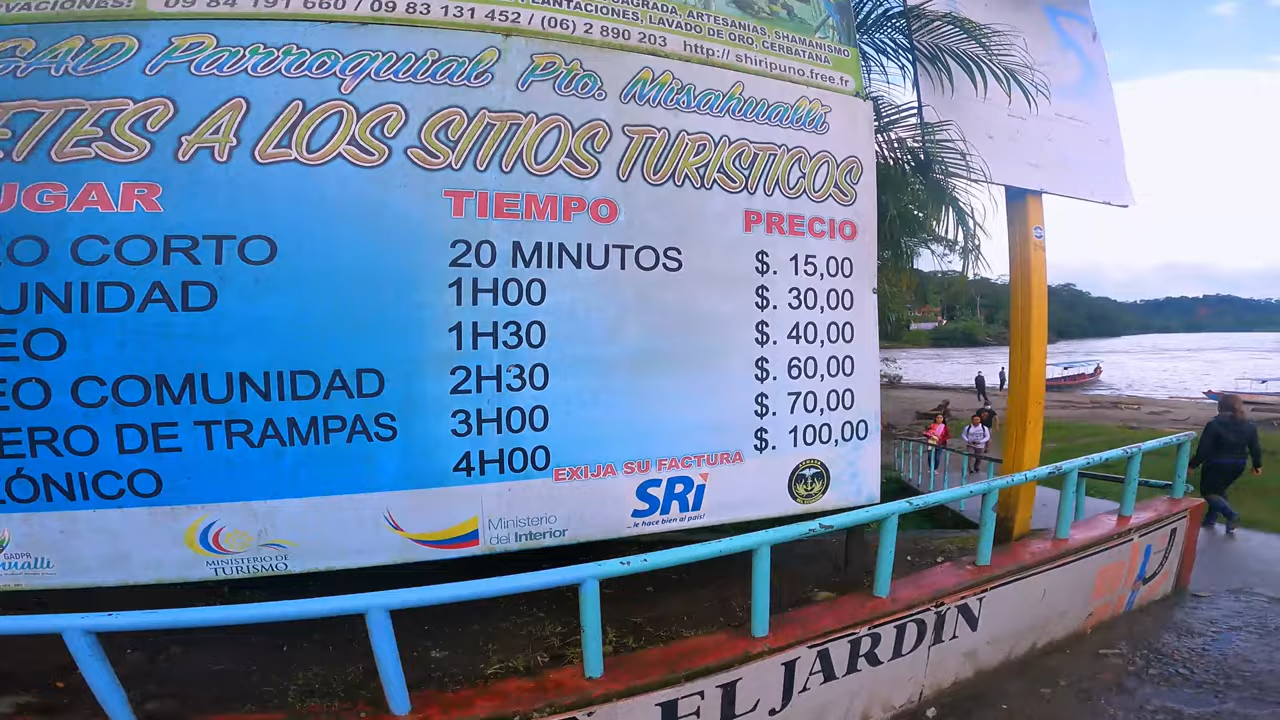 09 84 191 660 / 09 83 131 452 / (06) 2 890 203 http:// shiripuno.free.fr
PLANTACIONES, LAVADO DE ORO, CERBATANA
ARTESANIAS, SHAMANISMO
GAD Parroquial Pto. Misahualli
ETES A LOS SITIOS TURISTICOS
UGAR TIEMPO PRECIO
EO CORTO 20 MINUTOS $. 15,00
UNIDAD 1H00 $. 30,00
EO 1H30 $. 40,00
EO COMUNIDAD 2H30 $. 60,00
ERO DE TRAMPAS 3H00 $. 70,00
LÓNICO 4H00 $. 100,00
EXIJA SU FACTURA
SRi
...le hace bien al país!
Ministerio
del Interior
MINISTERIO DE
TURISMO
GADPR
EL JARDÍN